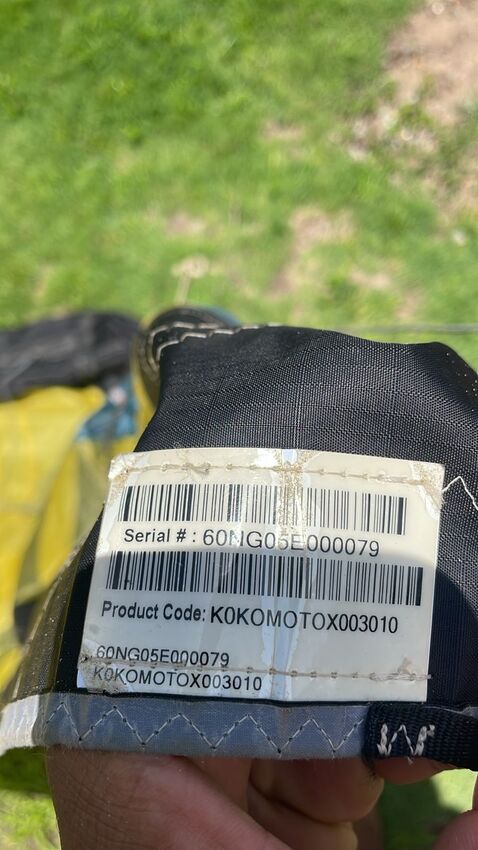 Serial # : 60NG05E000079
Product Code: K0KOMOTOX003010
60NG05E000079
K0KOMOTOX003010